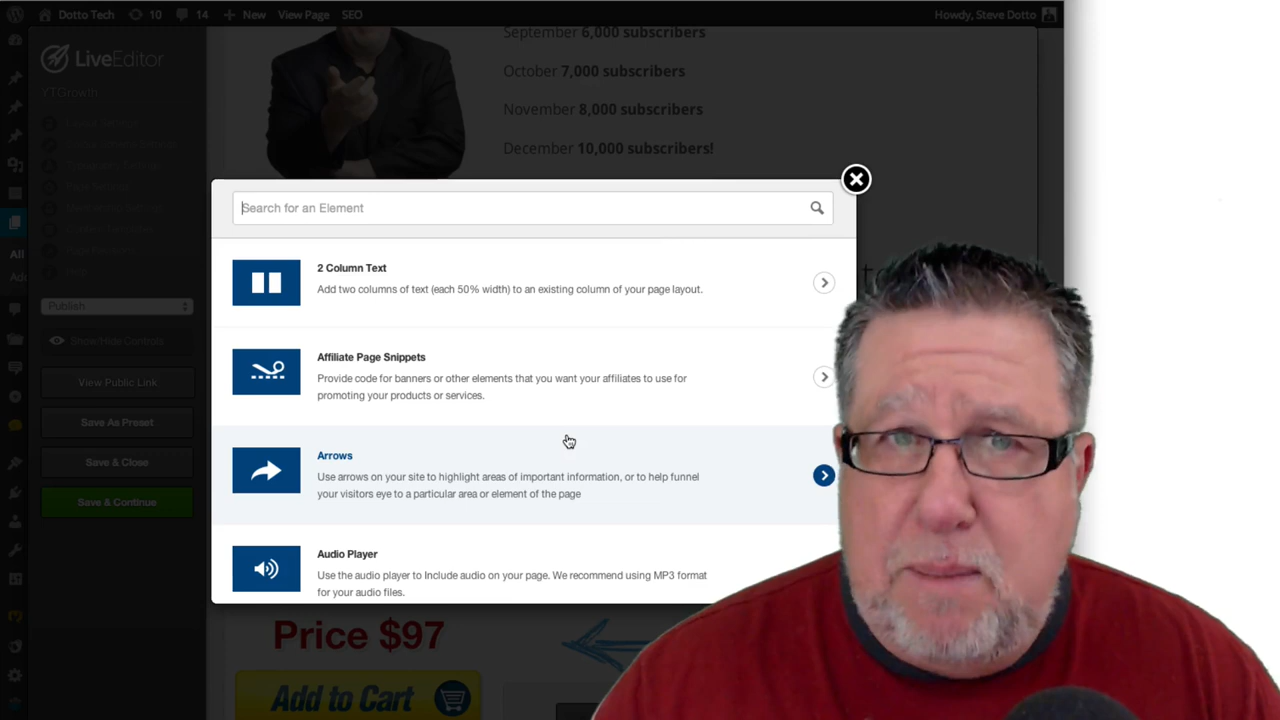 Dotto Tech 10 14 New View Page SEO Howdy, Steve Dotto
LiveEditor
YTGrowth
September 6,000 subscribers
October 7,000 subscribers
November 8,000 subscribers
December 10,000 subscribers!
Search for an Element
2 Column Text
Add two columns of text (each 50% width) to an existing column of your page layout.
Affiliate Page Snippets
Provide code for banners or other elements that you want your affiliates to use for
promoting your products or services.
Arrows
Use arrows on your site to highlight areas of important information, or to help funnel
your visitors eye to a particular area or element of the page
Audio Player
Use the audio player to Include audio on your page. We recommend using MP3 format
for your audio files.
All
Publish
Show/Hide Controls
View Public Link
Save As Preset
Save & Close
Save & Continue
Price $97
Add to Cart